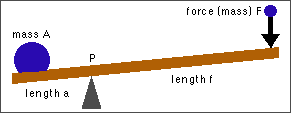 force (mass) F
mass A
P
length a
length f